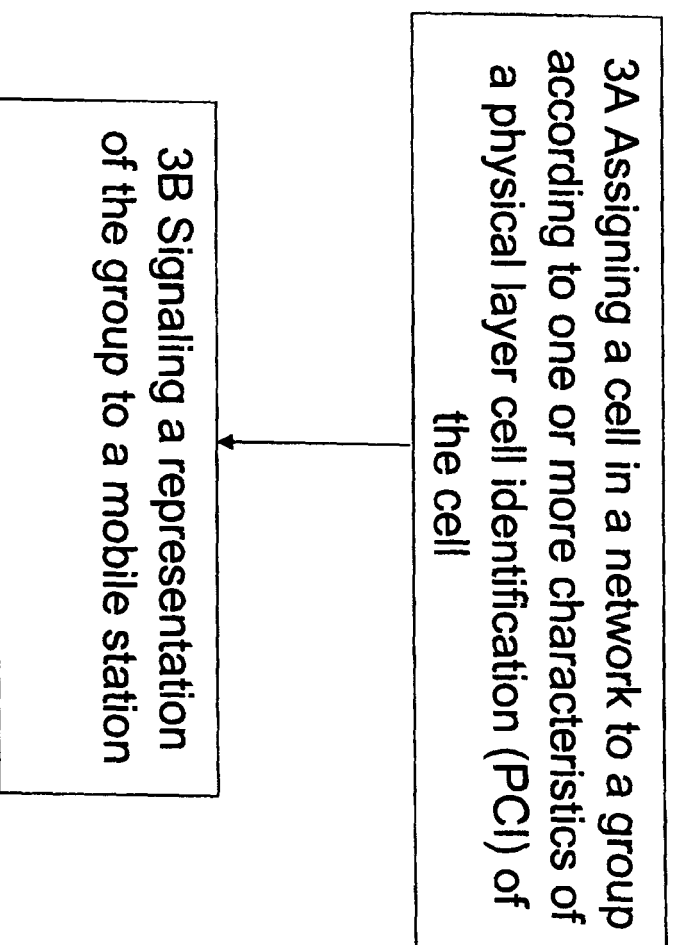 3A Assigning a cell in a network to a group
according to one or more characteristics of
a physical layer cell identification (PCI) of
the cell
3B Signaling a representation
of the group to a mobile station